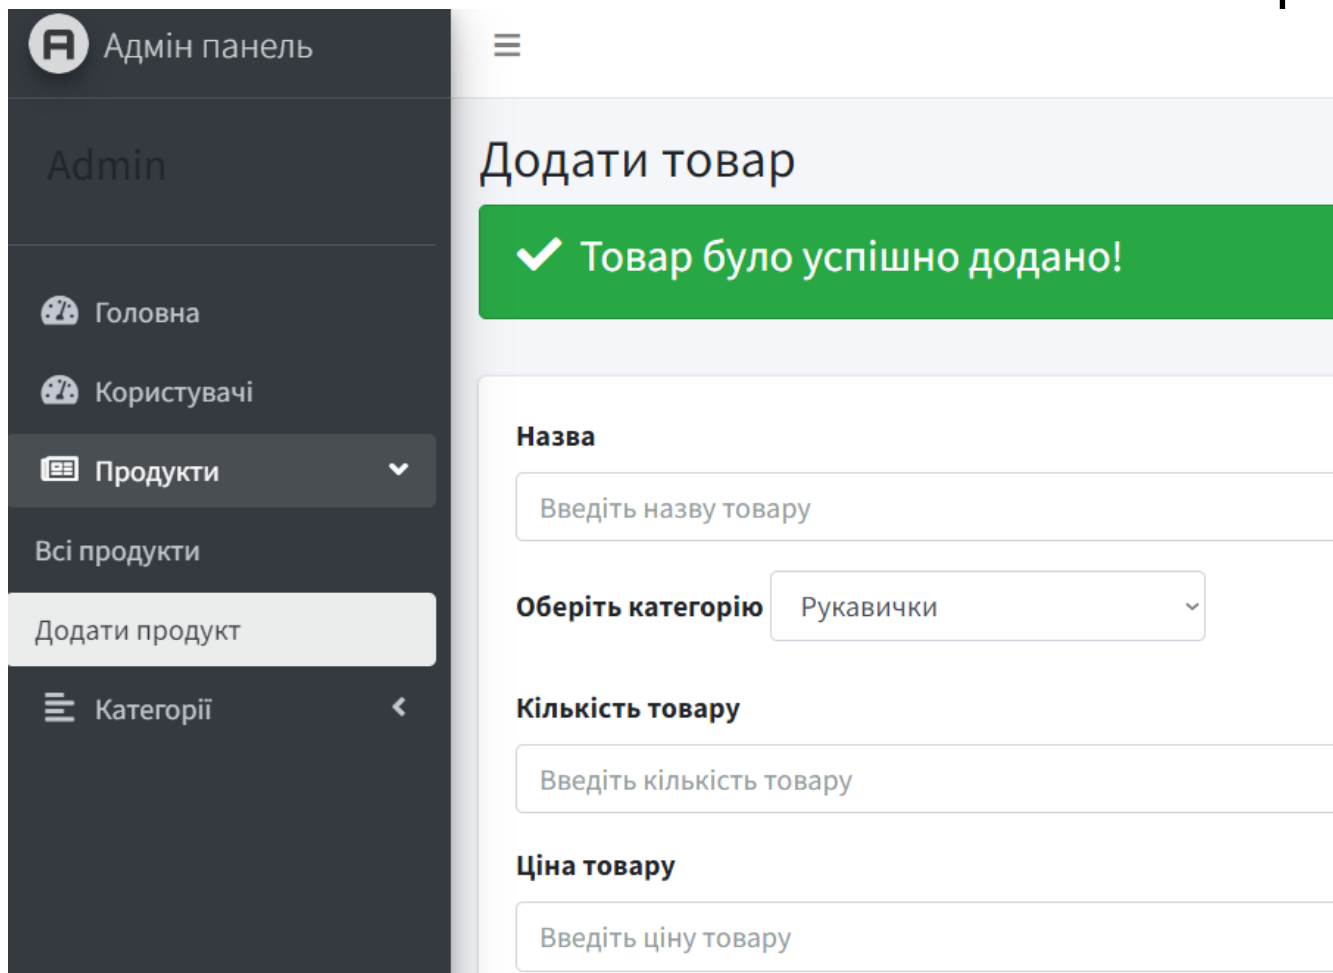 Адмін панель
Admin
Головна
Користувачі
Продукти
Всі продукти
Додати продукт
Категорії
Додати товар
Товар було успішно додано!
Назва
Введіть назву товару
Оберіть категорію Рукавички
Кількість товару
Введіть кількість товару
Ціна товару
Введіть ціну товару